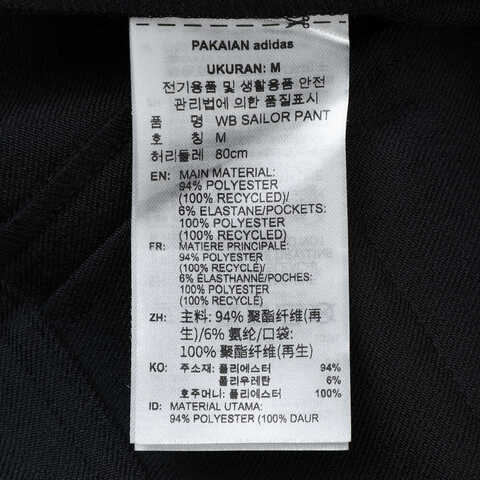 PAKAIAN adidas
UKURAN: M
전기용품 및 생활용품 안전
관리법에 의한 품질표시
품 명 WB SAILOR PANT
호 칭 M
허리둘레 80cm
EN: MAIN MATERIAL:
94% POLYESTER
(100% RECYCLED)/
6% ELASTANE/POCKETS:
100% POLYESTER
(100% RECYCLED)
FR: MATIERE PRINCIPALE:
94% POLYESTER
(100% RECYCLÉ)/
6% ÉLASTHANNE/POCHES:
100% POLYESTER
(100% RECYCLÉ)
ZH: 主料: 94% 聚酯纤维(再
生)/6% 氨纶/口袋:
100% 聚酯纤维(再生)
KO: 주소재: 폴리에스터 94%
폴리우레탄 6%
호주머니: 폴리에스터 100%
ID: MATERIAL UTAMA:
94% POLYESTER (100% DAUR